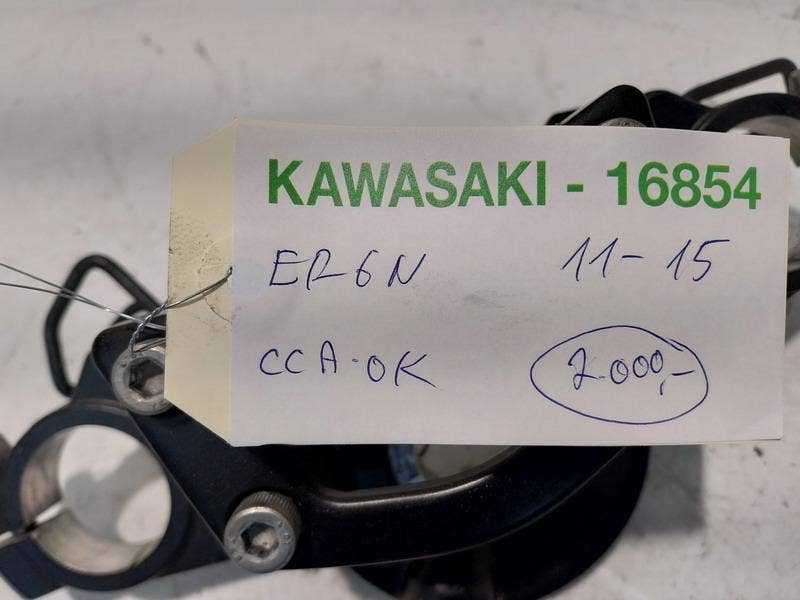 KAWASAKI - 16854
ER6N 11-15
CCA-OK 2.000,-